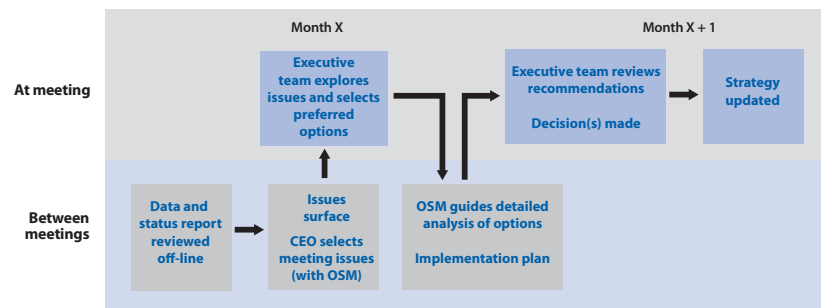 Month X
Month X + 1
At meeting
Executive
team explores
issues and selects
preferred
options
Executive team reviews
recommendations
Decision(s) made
Strategy
updated
Between
meetings
Data and
status report
reviewed
off-line
Issues
surface
CEO selects
meeting issues
(with OSM)
OSM guides detailed
analysis of options
Implementation plan